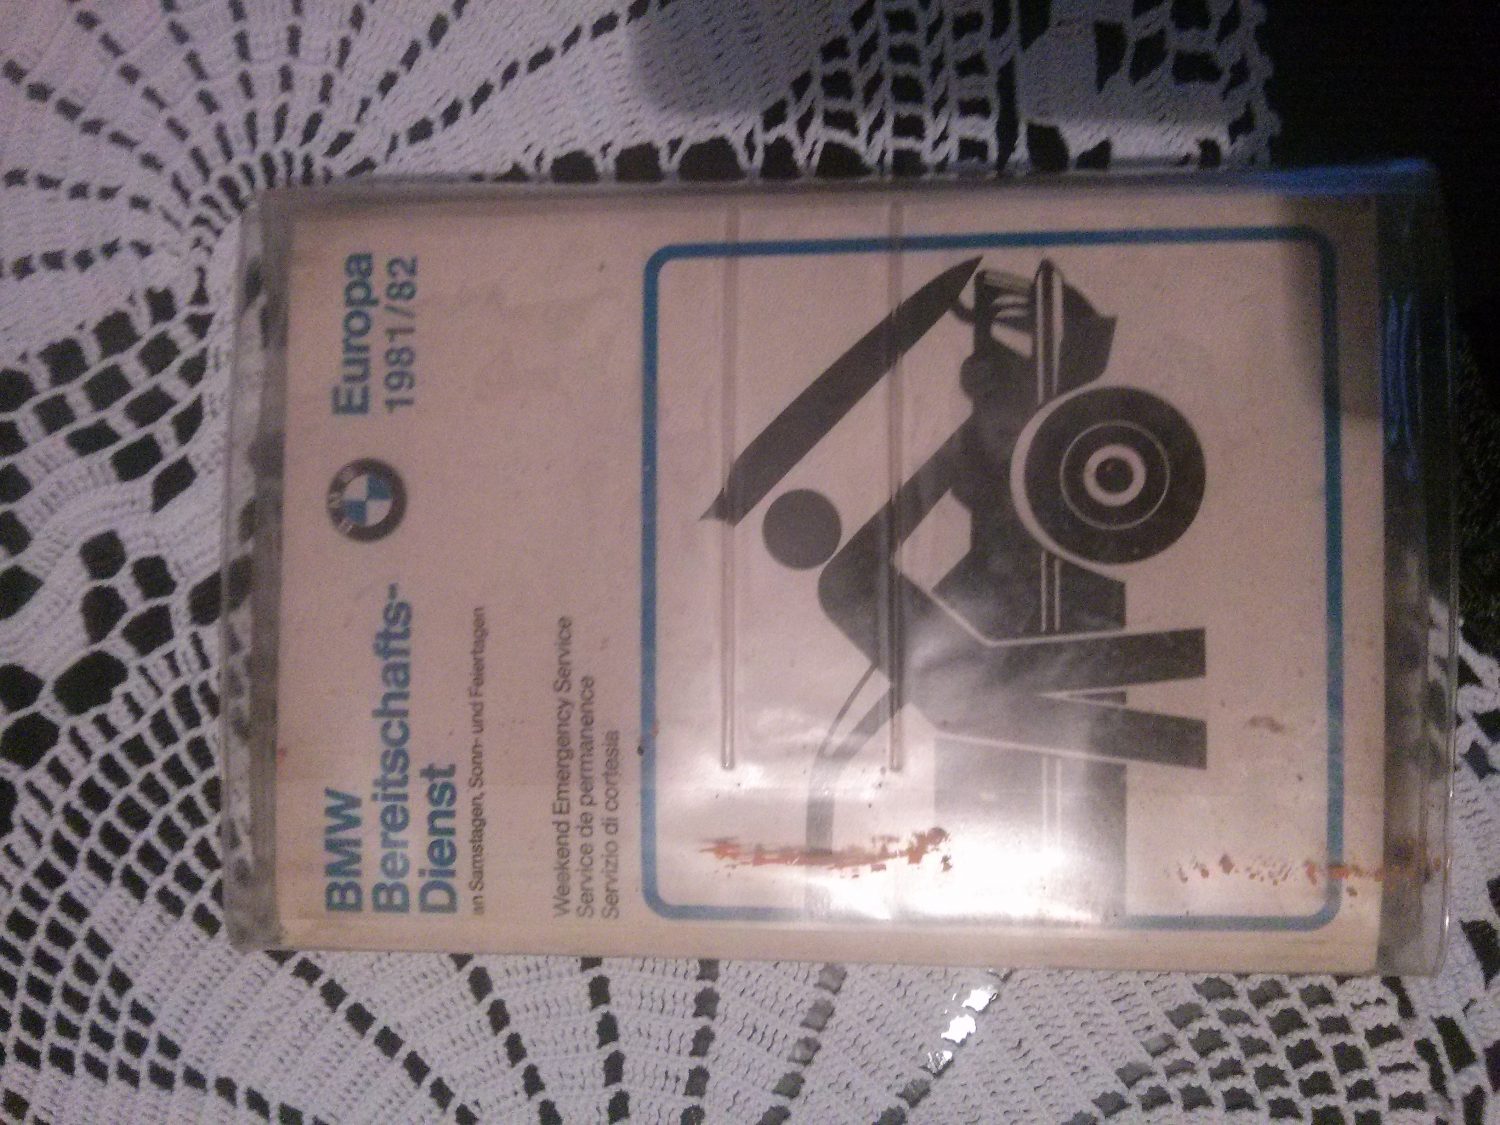 BMW
Bereitschafts-
Dienst
BMW
Europa
1981/82
an Samstagen, Sonn- und Feiertagen
Weekend Emergency Service
Service de permanence
Servizio di cortesia